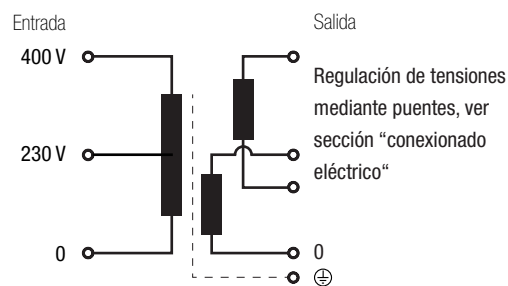 Entrada
Salida
400 V
Regulación de tensiones
mediante puentes, ver
sección “conexionado
eléctrico“
230 V
0
0